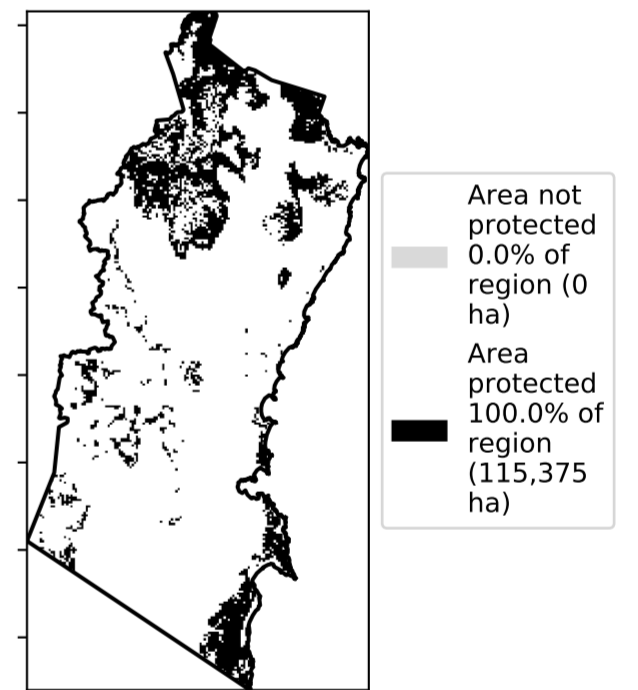 Area not
protected
0.0% of
region (0
ha)
Area
protected
100.0% of
region
(115,375
ha)